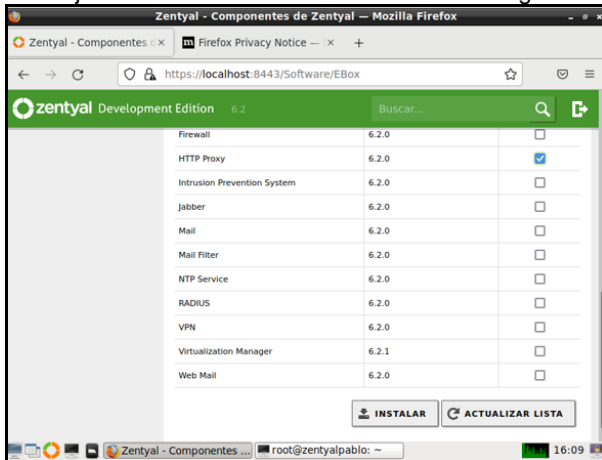 Zentyal - Componentes de Zentyal — Mozilla Firefox
Zentyal - Componentes d
Firefox Privacy Notice —
https://localhost:8443/Software/EBox
zentyal Development Edition 6.2
Buscar...
Firewall 6.2.0
HTTP Proxy 6.2.0
Intrusion Prevention System 6.2.0
Jabber 6.2.0
Mail 6.2.0
Mail Filter 6.2.0
NTP Service 6.2.0
RADIUS 6.2.0
VPN 6.2.0
Virtualization Manager 6.2.1
Web Mail 6.2.0
INSTALAR
ACTUALIZAR LISTA
Zentyal - Componentes ...
root@zentyalpablo: ~
16:09